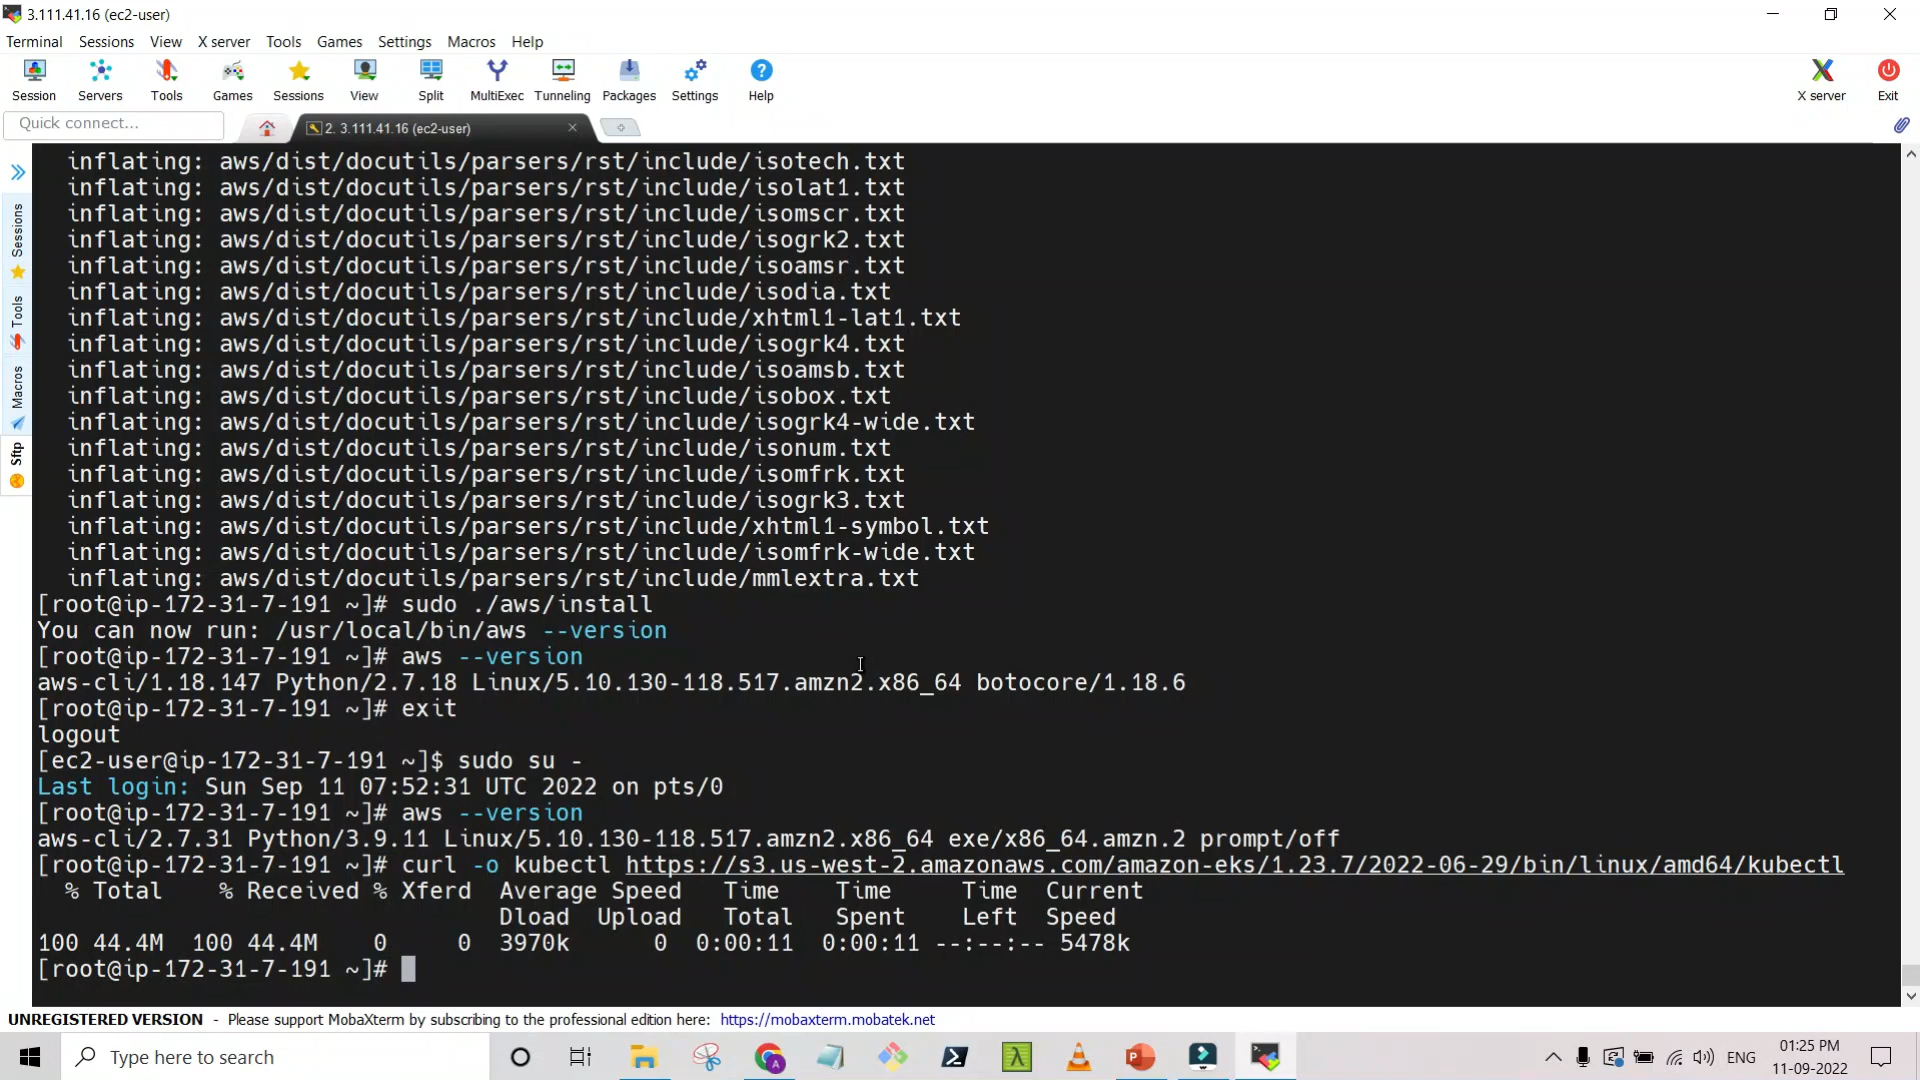 3.111.41.16 (ec2-user)
Terminal Sessions View X server Tools Games Settings Macros Help
Session Servers Tools Games Sessions View Split MultiExec Tunneling Packages Settings Help X server Exit
Quick connect...
2. 3.111.41.16 (ec2-user)
Sessions
Tools
Macros
Sftp
inflating: aws/dist/docutils/parsers/rst/include/isotech.txt
inflating: aws/dist/docutils/parsers/rst/include/isolat1.txt
inflating: aws/dist/docutils/parsers/rst/include/isomscr.txt
inflating: aws/dist/docutils/parsers/rst/include/isogrk2.txt
inflating: aws/dist/docutils/parsers/rst/include/isoamsr.txt
inflating: aws/dist/docutils/parsers/rst/include/isodia.txt
inflating: aws/dist/docutils/parsers/rst/include/xhtml1-lat1.txt
inflating: aws/dist/docutils/parsers/rst/include/isogrk4.txt
inflating: aws/dist/docutils/parsers/rst/include/isoamsb.txt
inflating: aws/dist/docutils/parsers/rst/include/isobox.txt
inflating: aws/dist/docutils/parsers/rst/include/isogrk4-wide.txt
inflating: aws/dist/docutils/parsers/rst/include/isonum.txt
inflating: aws/dist/docutils/parsers/rst/include/isomfrk.txt
inflating: aws/dist/docutils/parsers/rst/include/isogrk3.txt
inflating: aws/dist/docutils/parsers/rst/include/xhtml1-symbol.txt
inflating: aws/dist/docutils/parsers/rst/include/isomfrk-wide.txt
inflating: aws/dist/docutils/parsers/rst/include/mmlextra.txt
[root@ip-172-31-7-191 ~]# sudo ./aws/install
You can now run: /usr/local/bin/aws --version
[root@ip-172-31-7-191 ~]# aws --version
aws-cli/1.18.147 Python/2.7.18 Linux/5.10.130-118.517.amzn2.x86_64 botocore/1.18.6
[root@ip-172-31-7-191 ~]# exit
logout
[ec2-user@ip-172-31-7-191 ~]$ sudo su -
Last login: Sun Sep 11 07:52:31 UTC 2022 on pts/0
[root@ip-172-31-7-191 ~]# aws --version
aws-cli/2.7.31 Python/3.9.11 Linux/5.10.130-118.517.amzn2.x86_64 exe/x86_64.amzn.2 prompt/off
[root@ip-172-31-7-191 ~]# curl -o kubectl https://s3.us-west-2.amazonaws.com/amazon-eks/1.23.7/2022-06-29/bin/linux/amd64/kubectl
% Total % Received % Xferd Average Speed Time Time Time Current
Dload Upload Total Spent Left Speed
100 44.4M 100 44.4M 0 0 3970k 0 0:00:11 0:00:11 --:--:-- 5478k
[root@ip-172-31-7-191 ~]#
UNREGISTERED VERSION - Please support MobaXterm by subscribing to the professional edition here: https://mobaxterm.mobatek.net
Type here to search
ENG
01:25 PM
11-09-2022